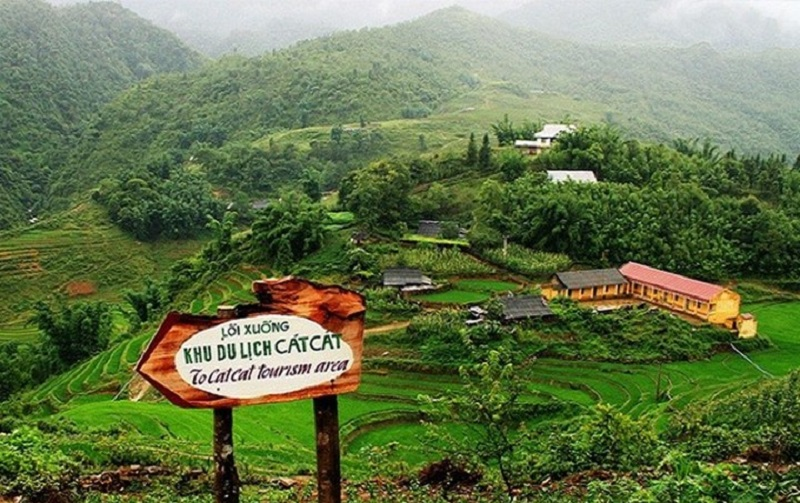 LỐI XUỐNG
KHU DU LỊCH CÁT CÁT
To Cat Cat tourism area